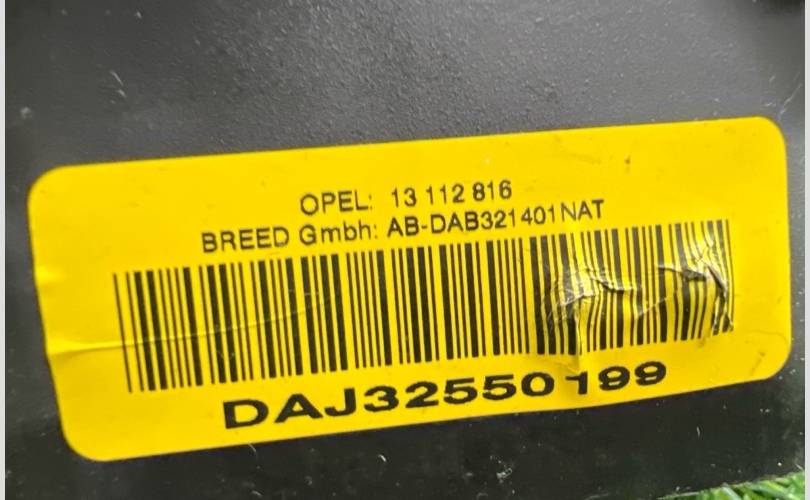 OPEL: 13 112 816
BREED Gmbh: AB-DAB321401NAT
DAJ32550199